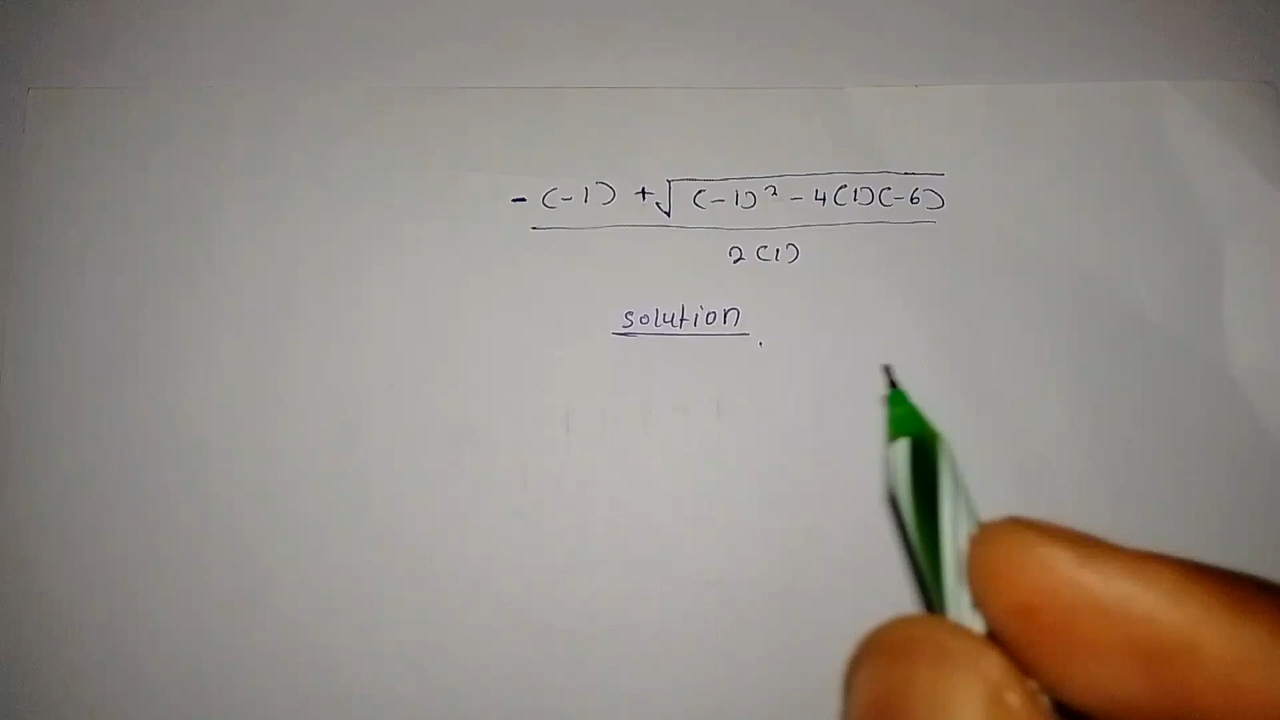 -(-1) + √(-1)² - 4(1)(-6)
2(1)
solution.